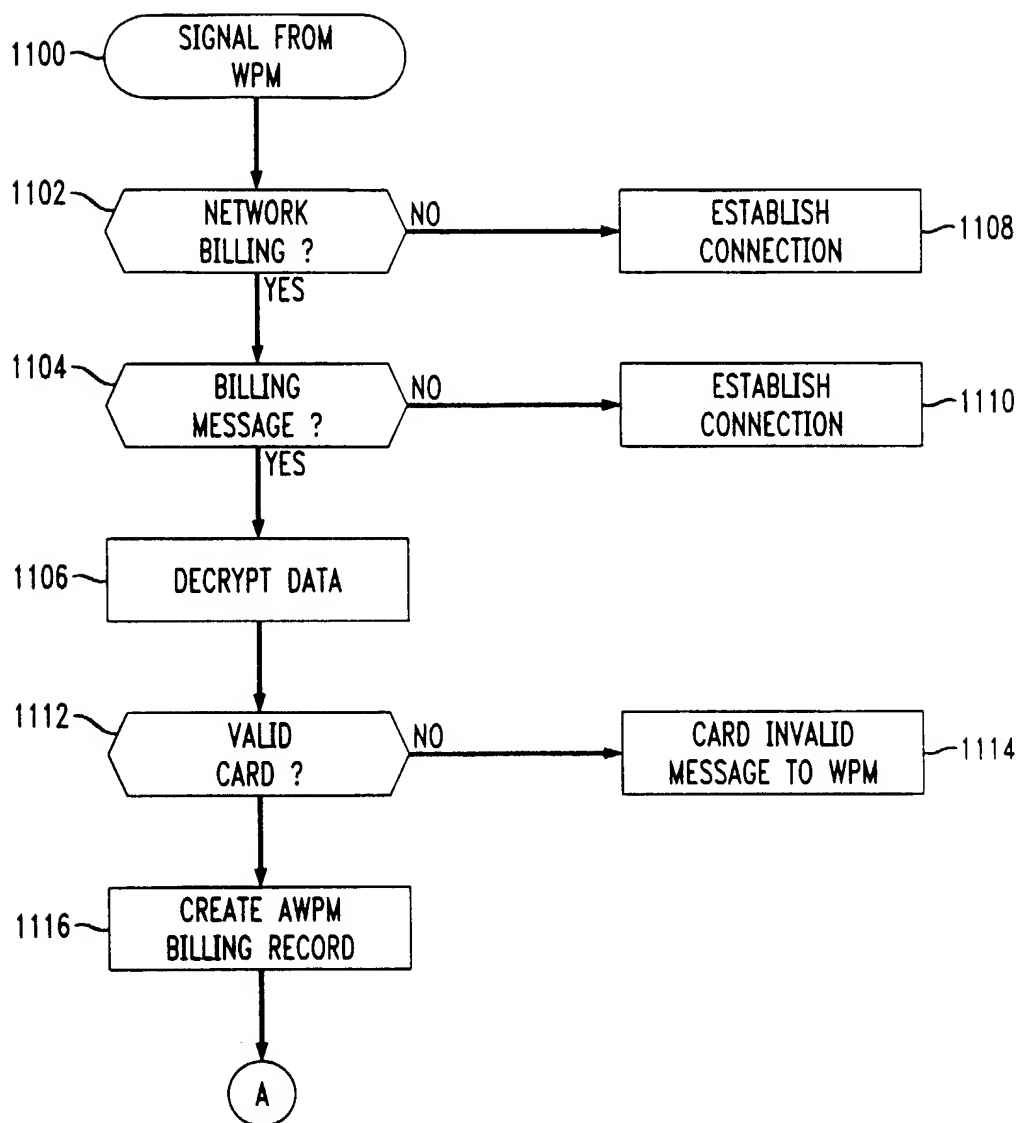 1100
SIGNAL FROM
WPM
1102
NETWORK
BILLING ?
NO
ESTABLISH
CONNECTION
1108
YES
1104
BILLING
MESSAGE ?
NO
ESTABLISH
CONNECTION
1110
YES
1106
DECRYPT DATA
1112
VALID
CARD ?
NO
CARD INVALID
MESSAGE TO WPM
1114
1116
CREATE AWPM
BILLING RECORD
A